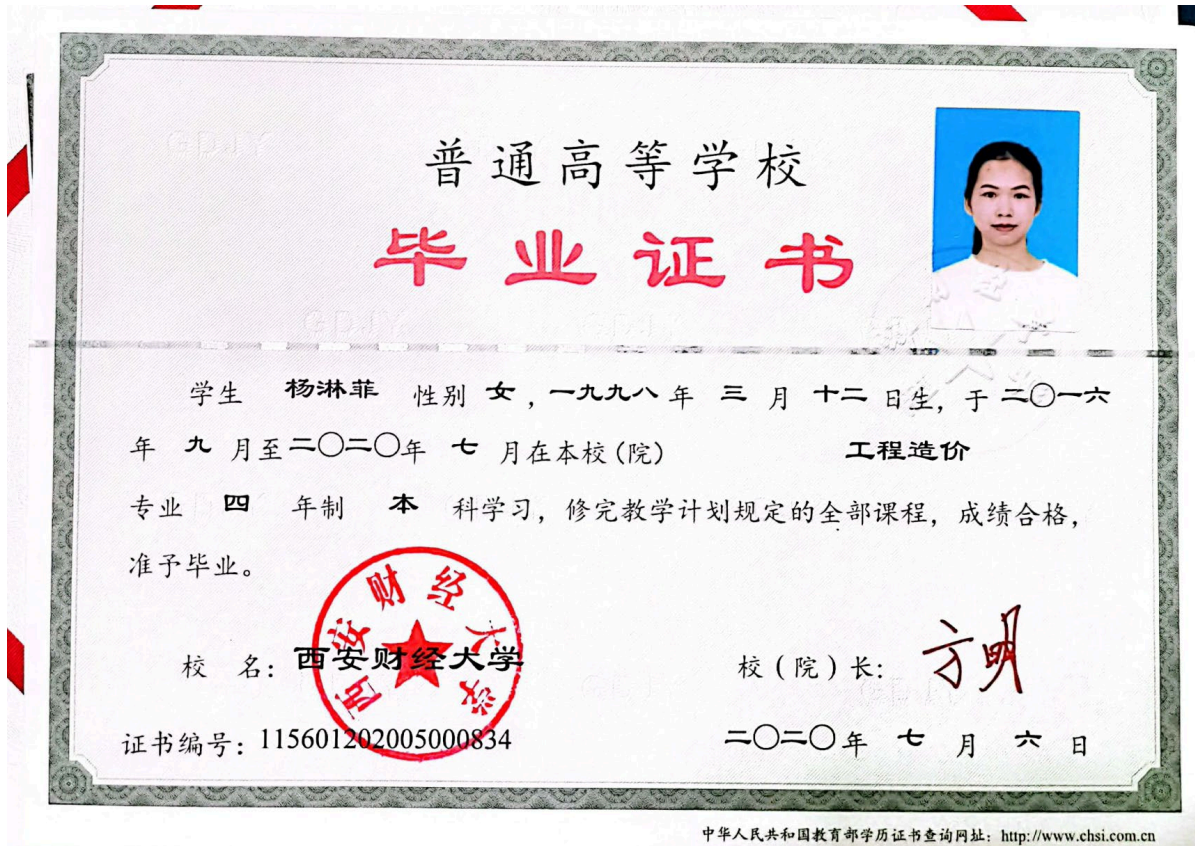 普通高等学校
毕业证书
学生 杨淋菲 性别 女，一九九八年 三 月 十二 日生，于 二〇一六
年 九 月至二〇二〇年 七 月在本校(院) 工程造价
专业 四 年制 本 科学习，修完教学计划规定的全部课程，成绩合格，
准予毕业。
西安财经大学
校 名：西安财经大学
校（院）长：方明
证书编号：115601202005000834
二〇二〇年 七 月 六 日
中华人民共和国教育部学历证书查询网址：http://www.chsi.com.cn